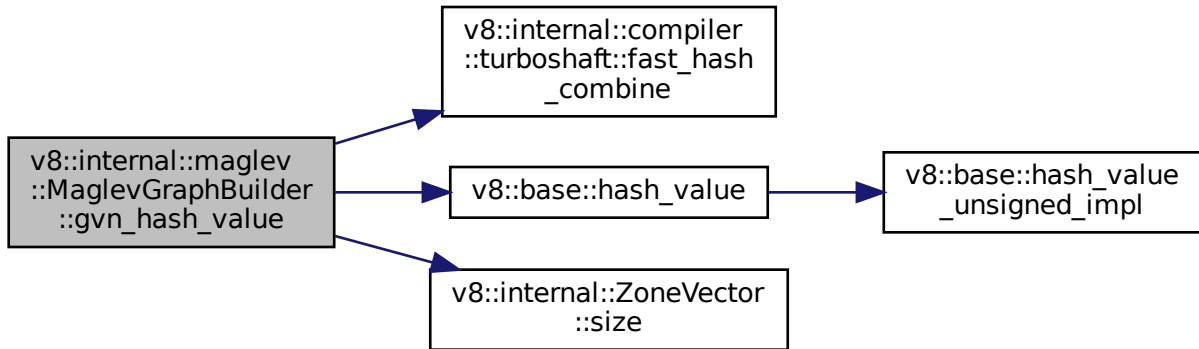 v8::internal::maglev
::MaglevGraphBuilder
::gvn_hash_value
v8::internal::compiler
::turboshaft::fast_hash
_combine
v8::base::hash_value
v8::base::hash_value
_unsigned_impl
v8::internal::ZoneVector
::size